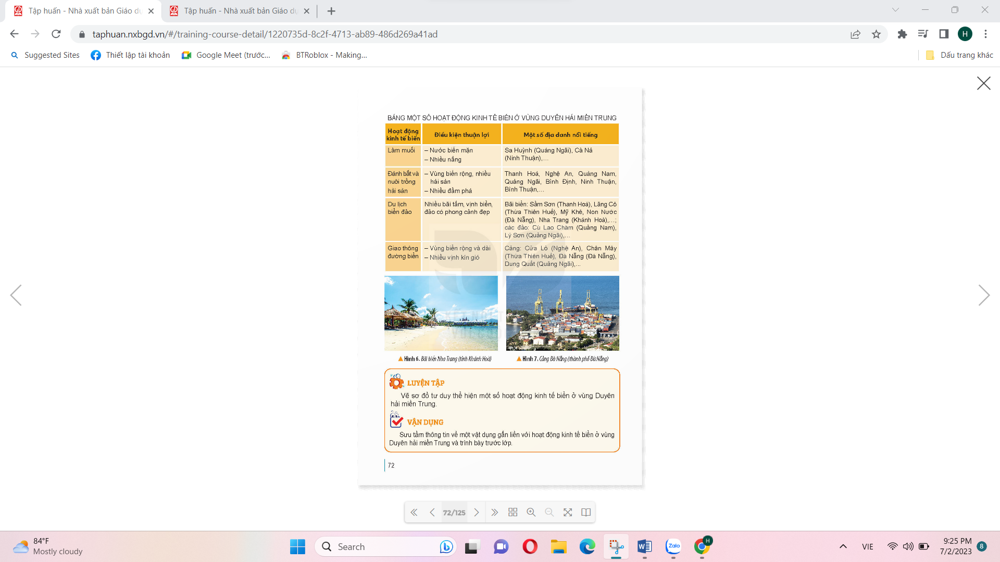 Tập huấn - Nhà xuất bản Giáo dụ
Tập huấn - Nhà xuất bản Giáo dụ
taphuan.nxbgd.vn/#/training-course-detail/1220735d-8c2f-4713-ab89-486d269a41ad
H
Suggested Sites
Thiết lập tài khoản
Google Meet (trước...
BTRoblox - Making...
Dấu trang khác
BẢNG MỘT SỐ HOẠT ĐỘNG KINH TẾ BIỂN Ở VÙNG DUYÊN HẢI MIỀN TRUNG
Hoạt động
kinh tế biển
Điều kiện thuận lợi
Một số địa danh nổi tiếng
Làm muối
– Nước biển mặn
– Nhiều nắng
Sa Huỳnh (Quảng Ngãi), Cà Ná
(Ninh Thuận),...
Đánh bắt và
nuôi trồng
hải sản
– Vùng biển rộng, nhiều
hải sản
– Nhiều đầm phá
Thanh Hoá, Nghệ An, Quảng Nam,
Quảng Ngãi, Bình Định, Ninh Thuận,
Bình Thuận,...
Du lịch
biển đảo
Nhiều bãi tắm, vịnh biển,
đảo có phong cảnh đẹp
Bãi biển: Sầm Sơn (Thanh Hoá), Lăng Cô
(Thừa Thiên Huế), Mỹ Khê, Non Nước
(Đà Nẵng), Nha Trang (Khánh Hoà),...;
các đảo: Cù Lao Chàm (Quảng Nam),
Lý Sơn (Quảng Ngãi),...
Giao thông
đường biển
– Vùng biển rộng và dài
– Nhiều vịnh kín gió
Cảng: Cửa Lò (Nghệ An), Chân Mây
(Thừa Thiên Huế), Đà Nẵng (Đà Nẵng),
Dung Quất (Quảng Ngãi),...
Hình 6. Bãi biển Nha Trang (tỉnh Khánh Hoà)
Hình 7. Cảng Đà Nẵng (thành phố Đà Nẵng)
LUYỆN TẬP
Vẽ sơ đồ tư duy thể hiện một số hoạt động kinh tế biển ở vùng Duyên
hải miền Trung.
VẬN DỤNG
Sưu tầm thông tin về một vật dụng gắn liền với hoạt động kinh tế biển ở vùng
Duyên hải miền Trung và trình bày trước lớp.
72
72/125
84°F
Mostly cloudy
Search
Zalo
H
VIE
9:25 PM
7/2/2023
8